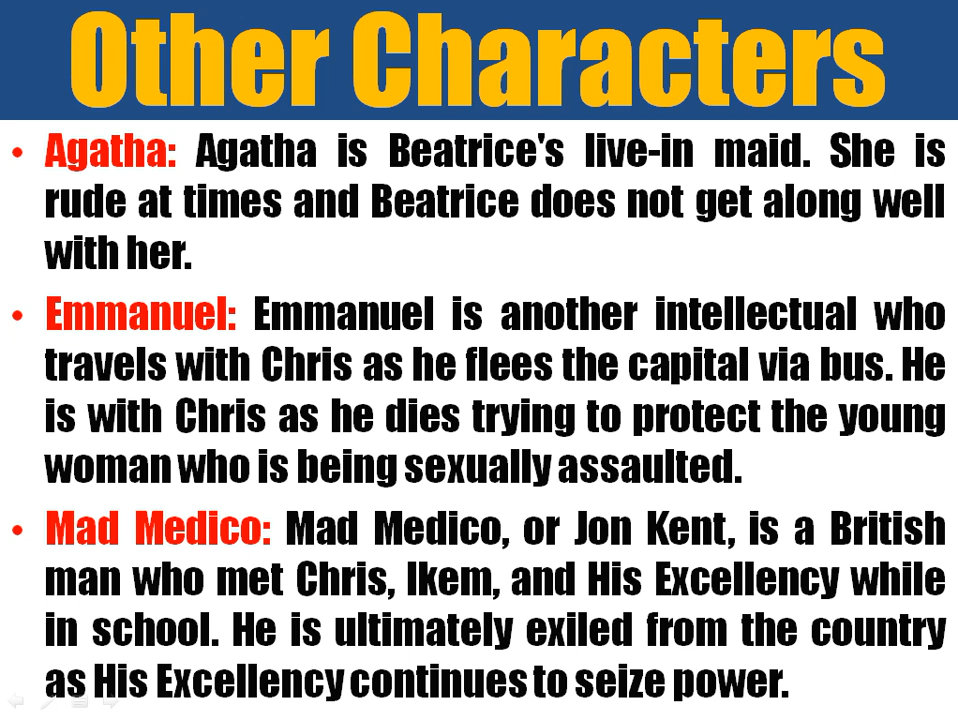 Other Characters
• Agatha: Agatha is Beatrice's live-in maid. She is
rude at times and Beatrice does not get along well
with her.
• Emmanuel: Emmanuel is another intellectual who
travels with Chris as he flees the capital via bus. He
is with Chris as he dies trying to protect the young
woman who is being sexually assaulted.
• Mad Medico: Mad Medico, or Jon Kent, is a British
man who met Chris, Ikem, and His Excellency while
in school. He is ultimately exiled from the country
as His Excellency continues to seize power.